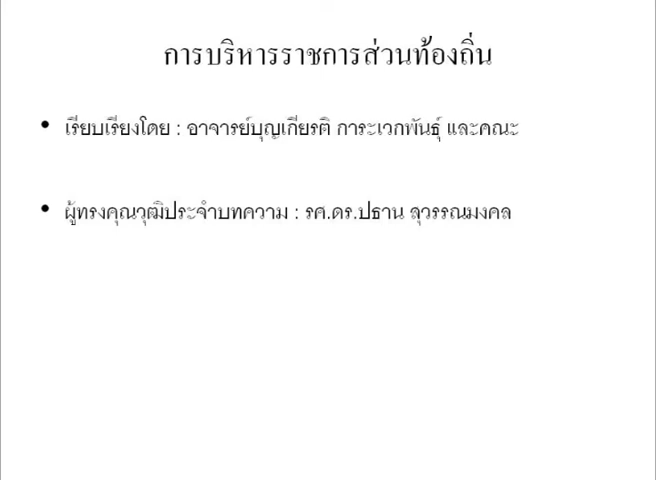 การบริหารราชการส่วนท้องถิ่น
• เรียบเรียงโดย : อาจารย์บุญเกียรติ การะเวกพันธุ์ และคณะ
• ผู้ทรงคุณวุฒิประจำบทความ : รศ.ดร.ปธาน สุวรรณมงคล